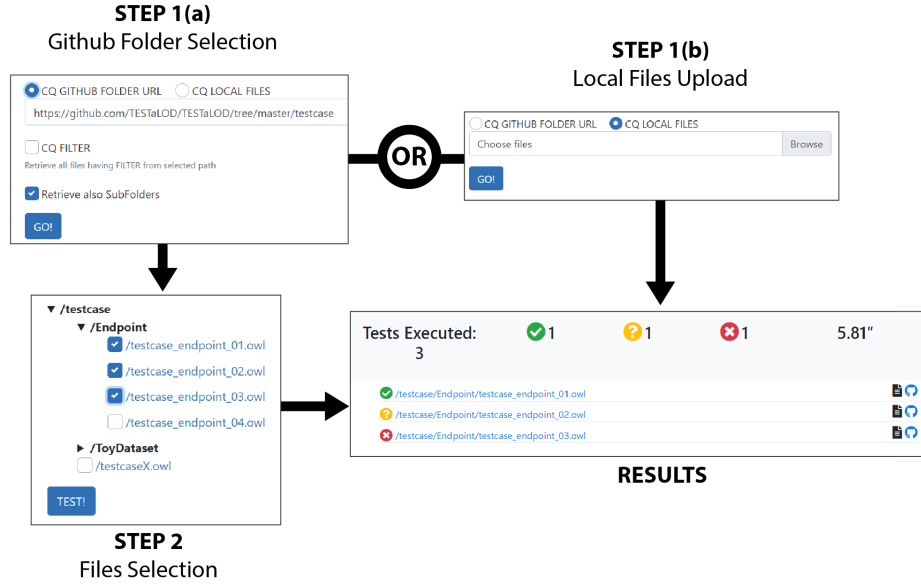 STEP 1(a)
Github Folder Selection
CQ GITHUB FOLDER URL CQ LOCAL FILES
https://github.com/TESTaLOD/TESTaLOD/tree/master/testcase
CQ FILTER
Retrieve all files having FILTER from selected path
Retrieve also SubFolders
GO!
OR
STEP 1(b)
Local Files Upload
CQ GITHUB FOLDER URL CQ LOCAL FILES
Choose files Browse
GO!
/testcase
/Endpoint
/testcase_endpoint_01.owl
/testcase_endpoint_02.owl
/testcase_endpoint_03.owl
/testcase_endpoint_04.owl
/ToyDataset
/testcaseX.owl
TEST!
STEP 2
Files Selection
Tests Executed: 1 ? 1 1 5.81"
3
/testcase/Endpoint/testcase_endpoint_01.owl
? /testcase/Endpoint/testcase_endpoint_02.owl
/testcase/Endpoint/testcase_endpoint_03.owl
RESULTS